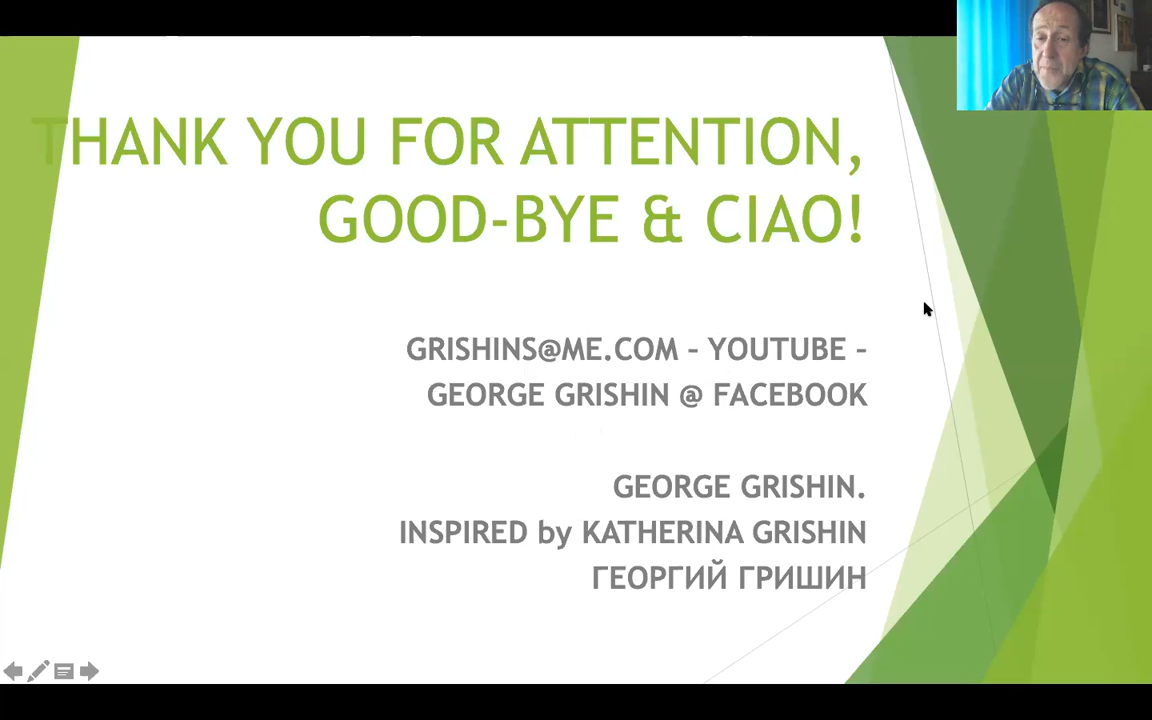 THANK YOU FOR ATTENTION,
GOOD-BYE & CIAO!
GRISHINS@ME.COM – YOUTUBE –
GEORGE GRISHIN @ FACEBOOK
GEORGE GRISHIN.
INSPIRED by KATHERINA GRISHIN
ГЕОРГИЙ ГРИШИН